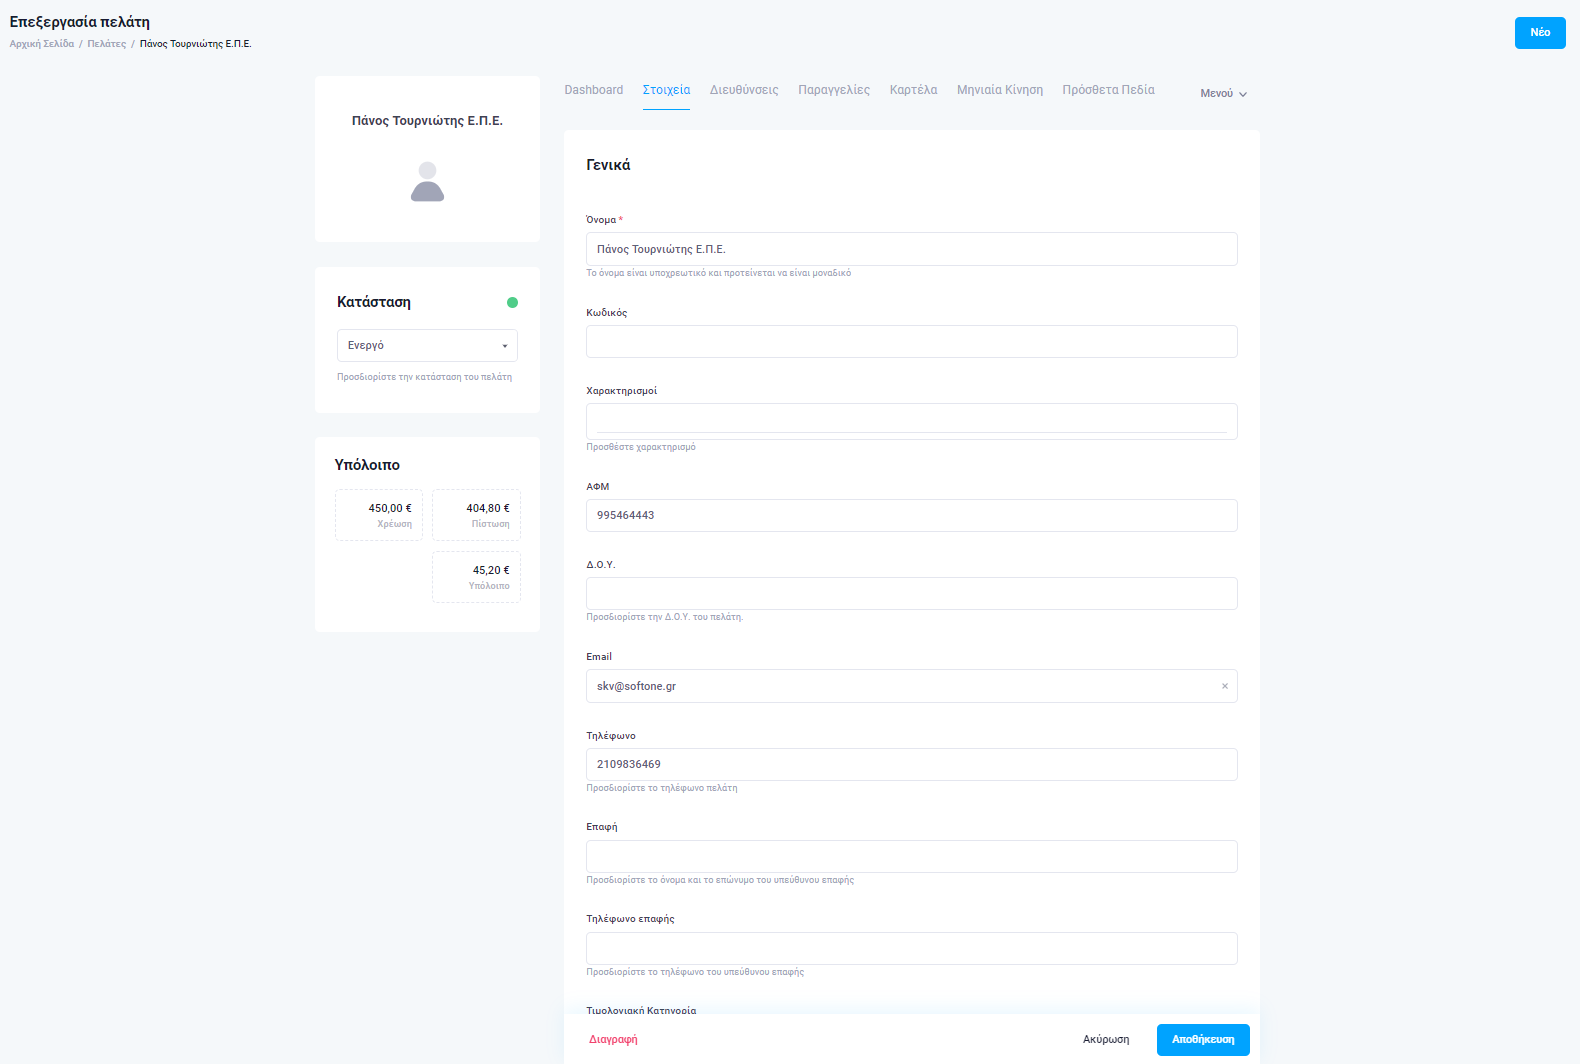 Επεξεργασία πελάτη
Αρχική Σελίδα / Πελάτες / Πάνος Τουρνιώτης Ε.Π.Ε.
Νέο
Πάνος Τουρνιώτης Ε.Π.Ε.
Κατάσταση
Ενεργό
Προσδιορίστε την κατάσταση του πελάτη
Υπόλοιπο
450,00 €
Χρέωση
404,80 €
Πίστωση
45,20 €
Υπόλοιπο
Dashboard Στοιχεία Διευθύνσεις Παραγγελίες Καρτέλα Μηνιαία Κίνηση Πρόσθετα Πεδία Μενού
Γενικά
Όνομα *
Πάνος Τουρνιώτης Ε.Π.Ε.
Το όνομα είναι υποχρεωτικό και προτείνεται να είναι μοναδικό
Κωδικός
Χαρακτηρισμοί
Προσθέστε χαρακτηρισμό
ΑΦΜ
995464443
Δ.Ο.Υ.
Προσδιορίστε την Δ.Ο.Υ. του πελάτη.
Email
skv@softone.gr
Τηλέφωνο
2109836469
Προσδιορίστε το τηλέφωνο πελάτη
Επαφή
Προσδιορίστε το όνομα και το επώνυμο του υπεύθυνου επαφής
Τηλέφωνο επαφής
Προσδιορίστε το τηλέφωνο του υπεύθυνου επαφής
Τιμολογιακή Κατηγορία
Διαγραφή
Ακύρωση
Αποθήκευση